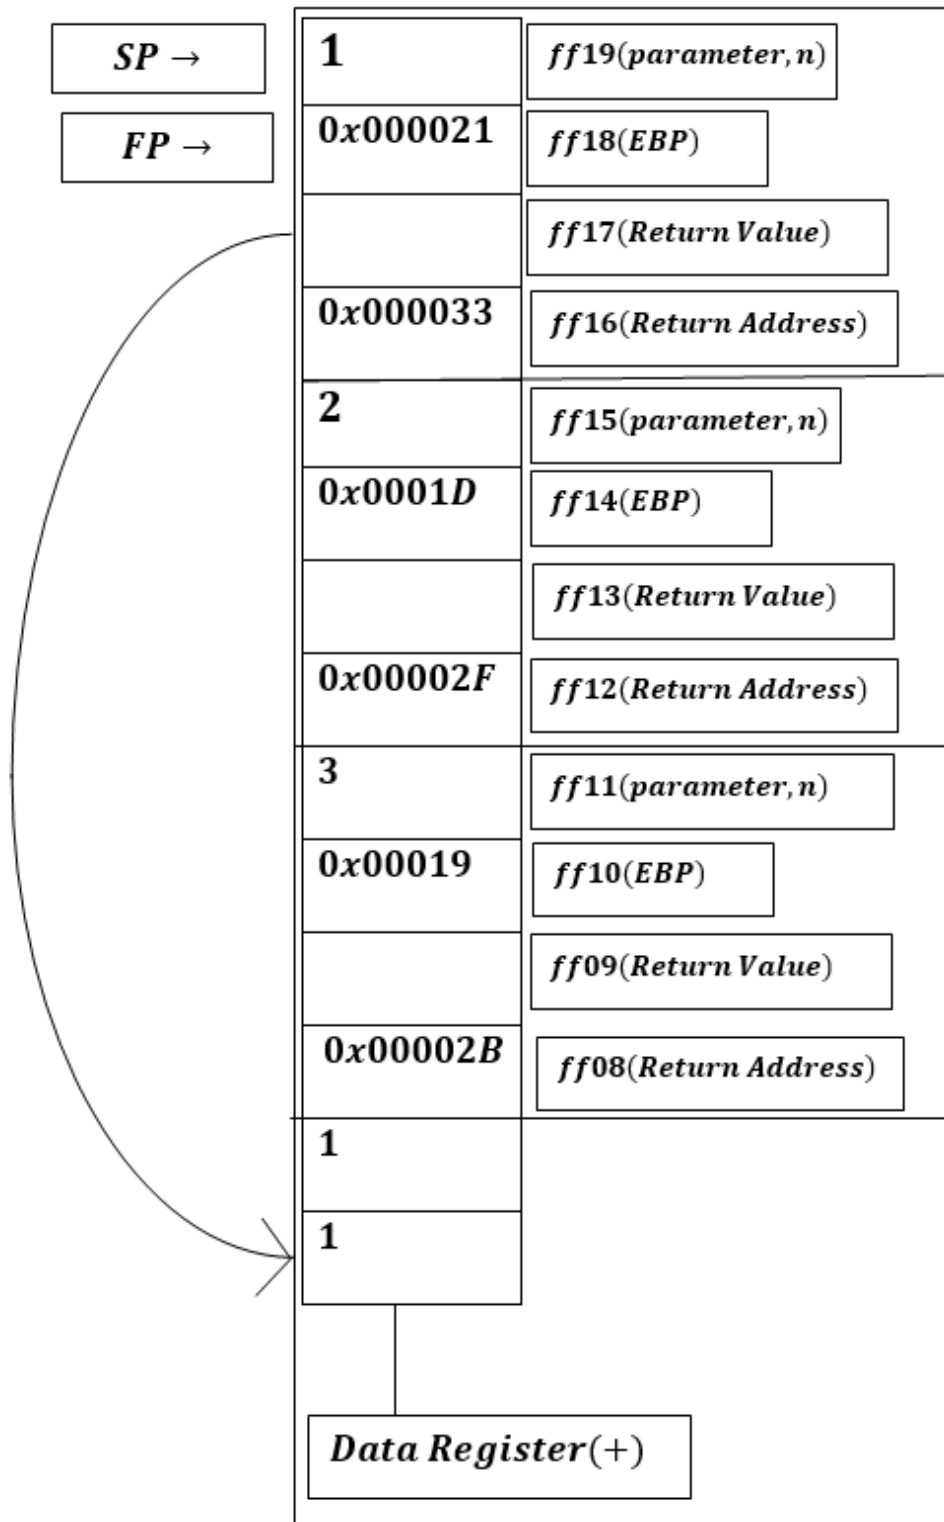 SP → 1 ff19(parameter, n)
FP → 0x000021 ff18(EBP)
ff17(Return Value)
0x000033 ff16(Return Address)
2 ff15(parameter, n)
0x0001D ff14(EBP)
ff13(Return Value)
0x00002F ff12(Return Address)
3 ff11(parameter, n)
0x00019 ff10(EBP)
ff09(Return Value)
0x00002B ff08(Return Address)
1
1
Data Register(+)